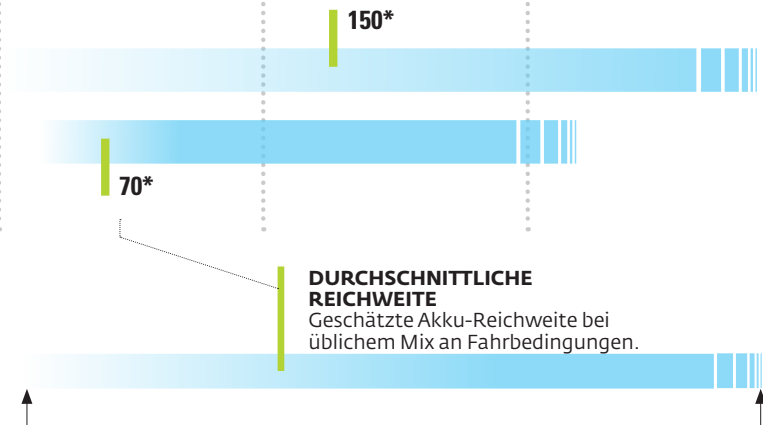 150*
70*
DURCHSCHNITTLICHE
REICHWEITE
Geschätzte Akku-Reichweite bei
üblichem Mix an Fahrbedingungen.